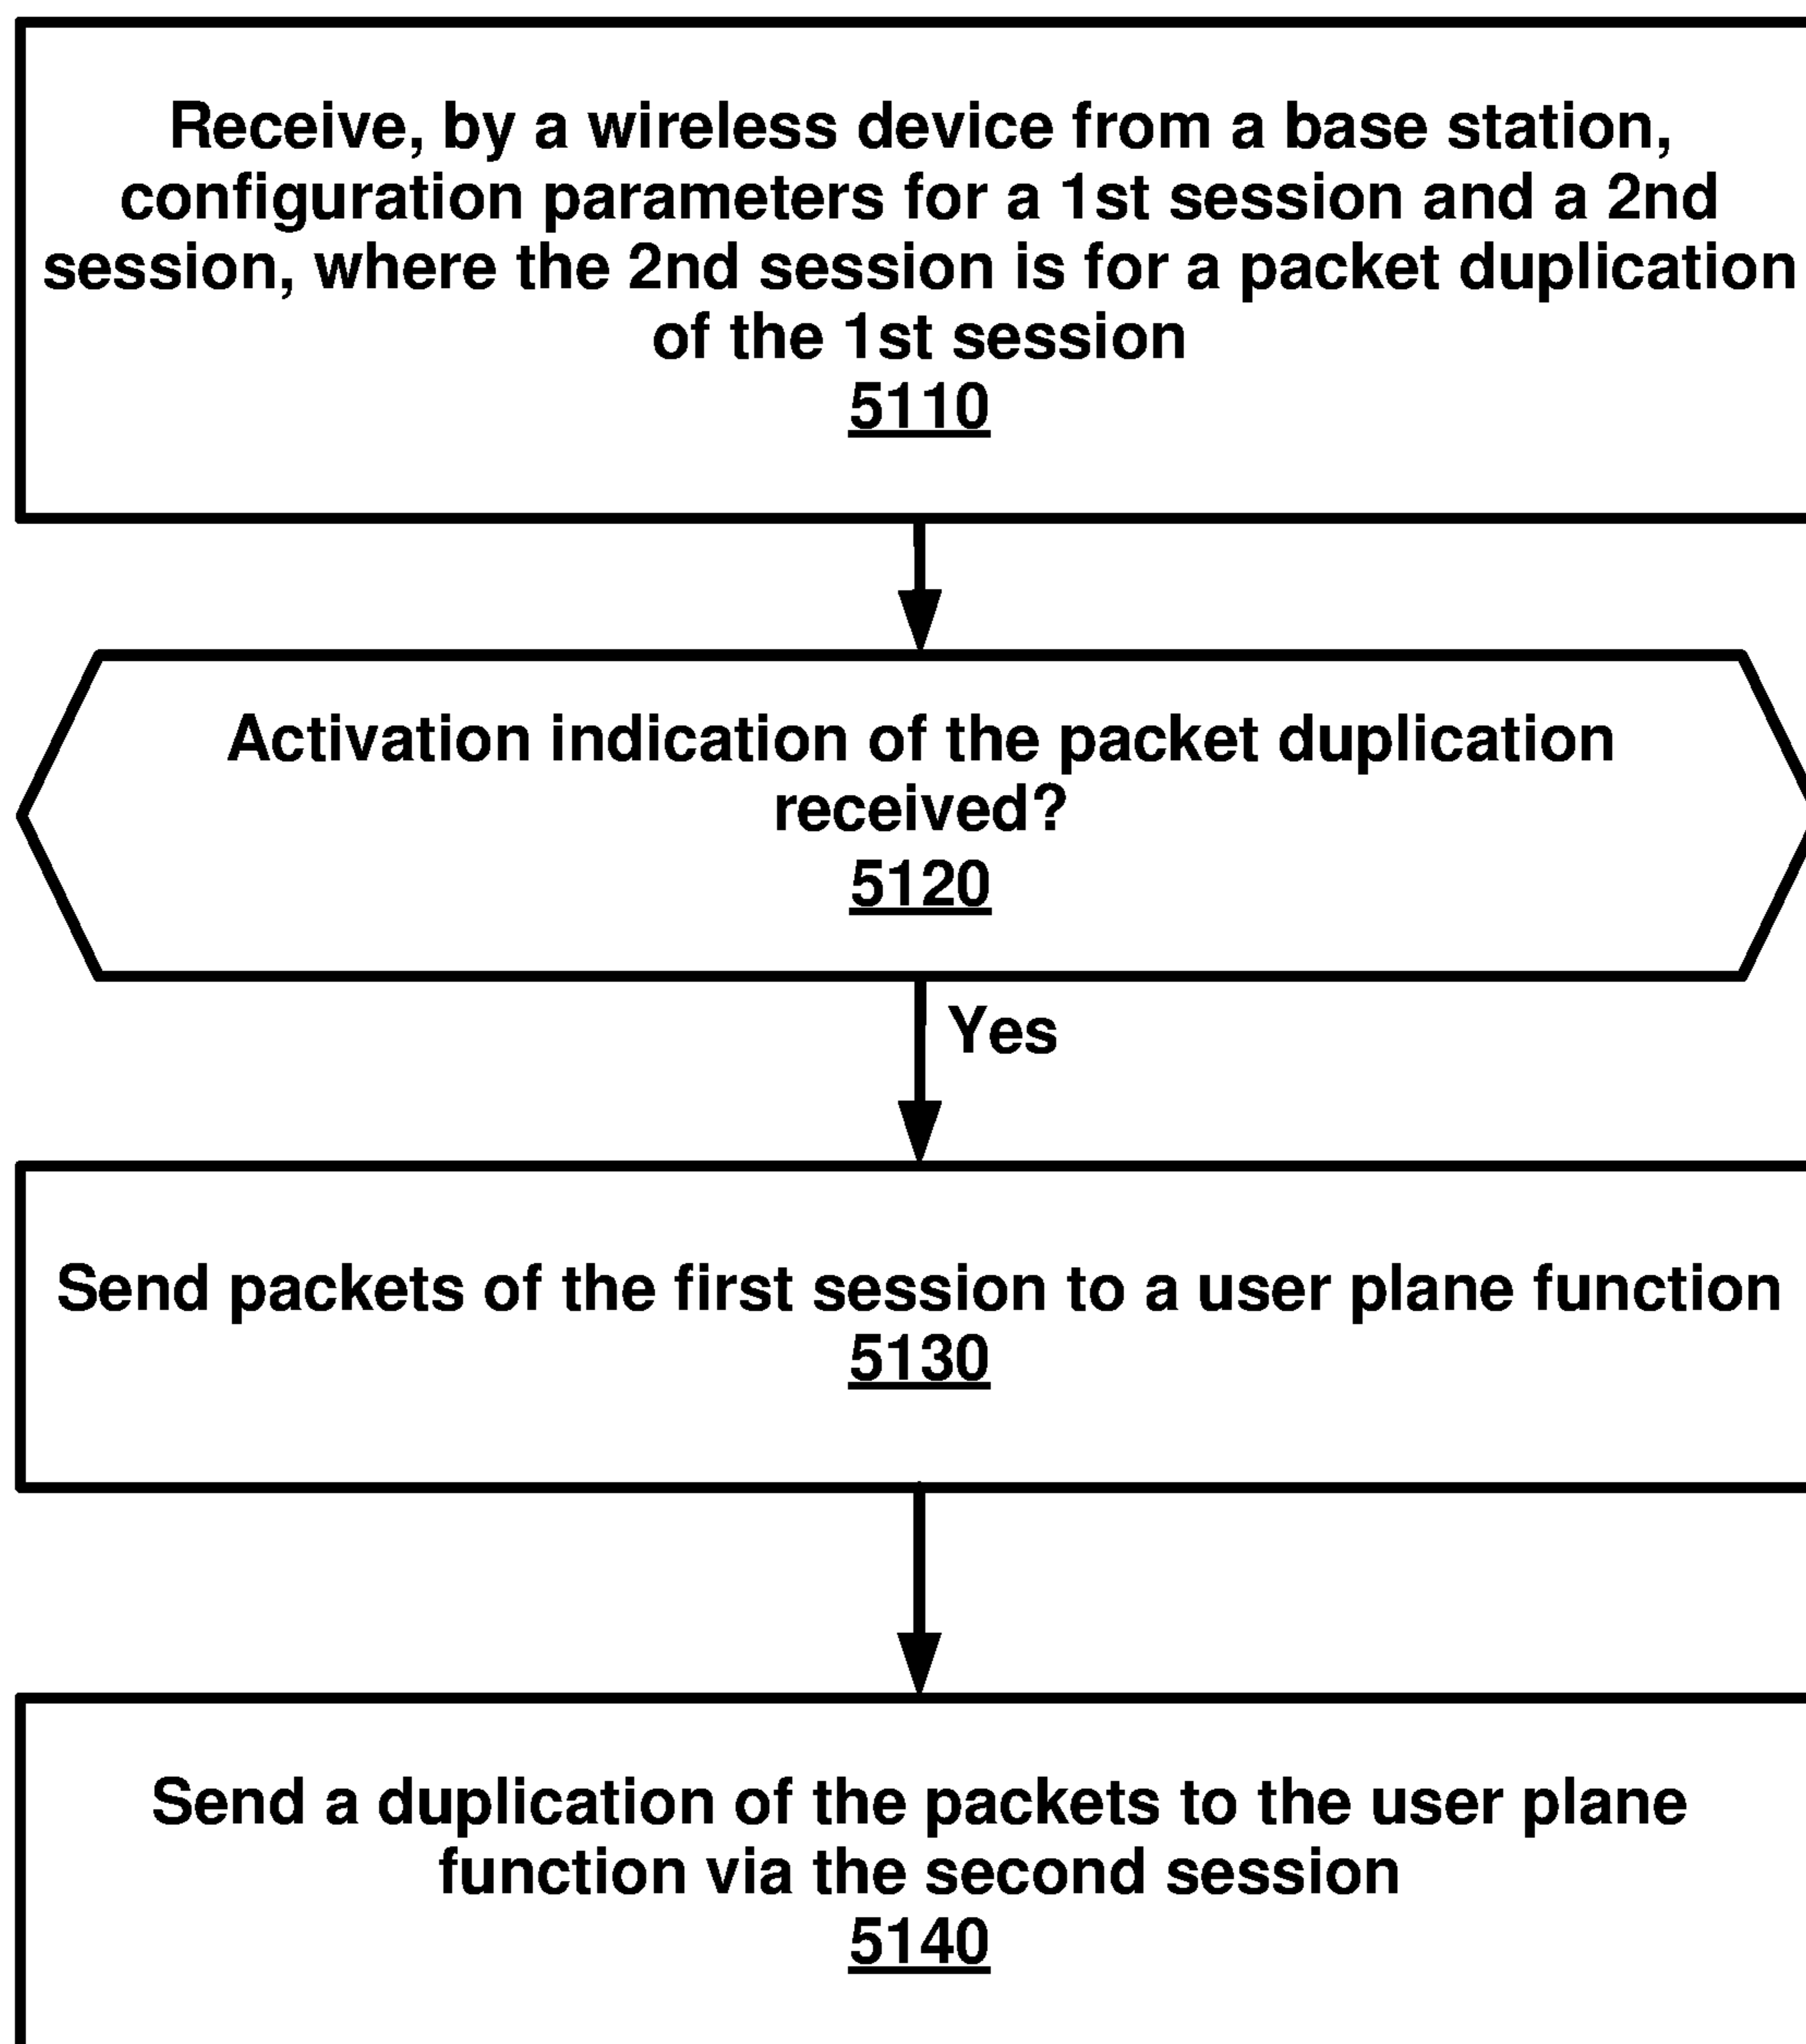 Receive, by a wireless device from a base station,
configuration parameters for a 1st session and a 2nd
session, where the 2nd session is for a packet duplication
of the 1st session
5110
Activation indication of the packet duplication
received?
5120
Yes
Send packets of the first session to a user plane function
5130
Send a duplication of the packets to the user plane
function via the second session
5140